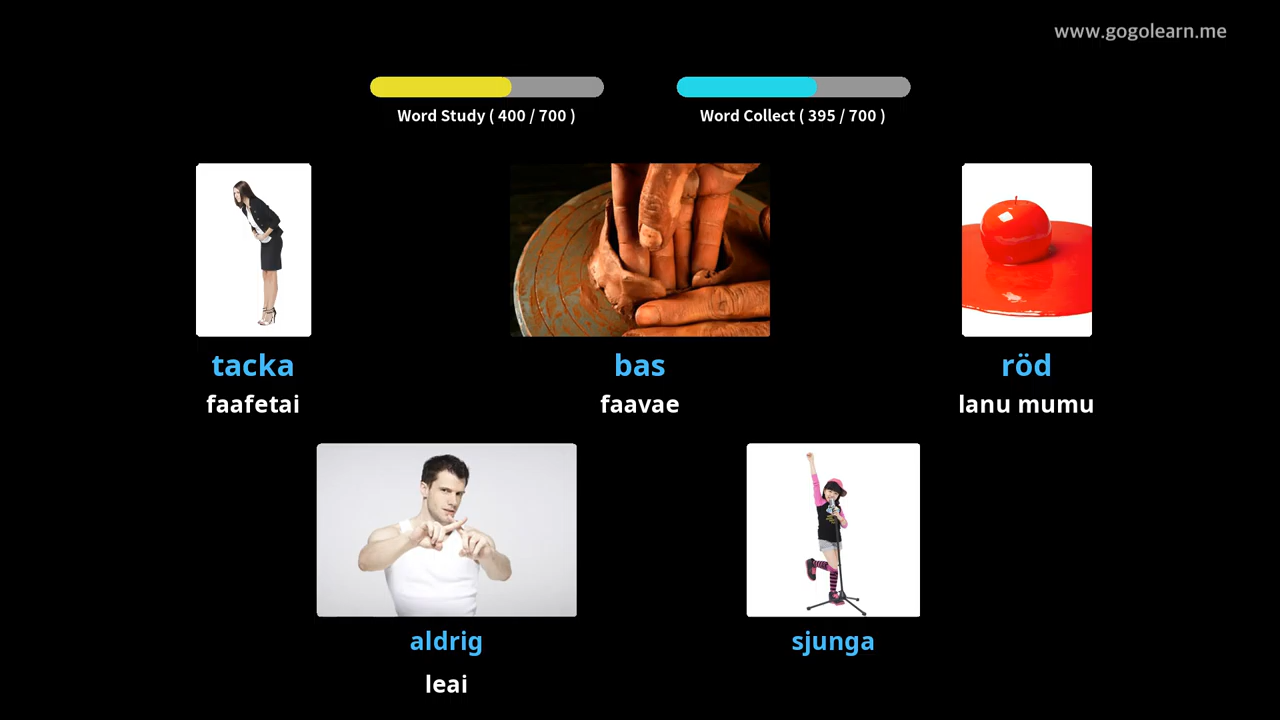 www.gogolearn.me
Word Study ( 400 / 700 )
Word Collect ( 395 / 700 )
tacka
bas
röd
faafetai
faavae
lanu mumu
aldrig
sjunga
leai